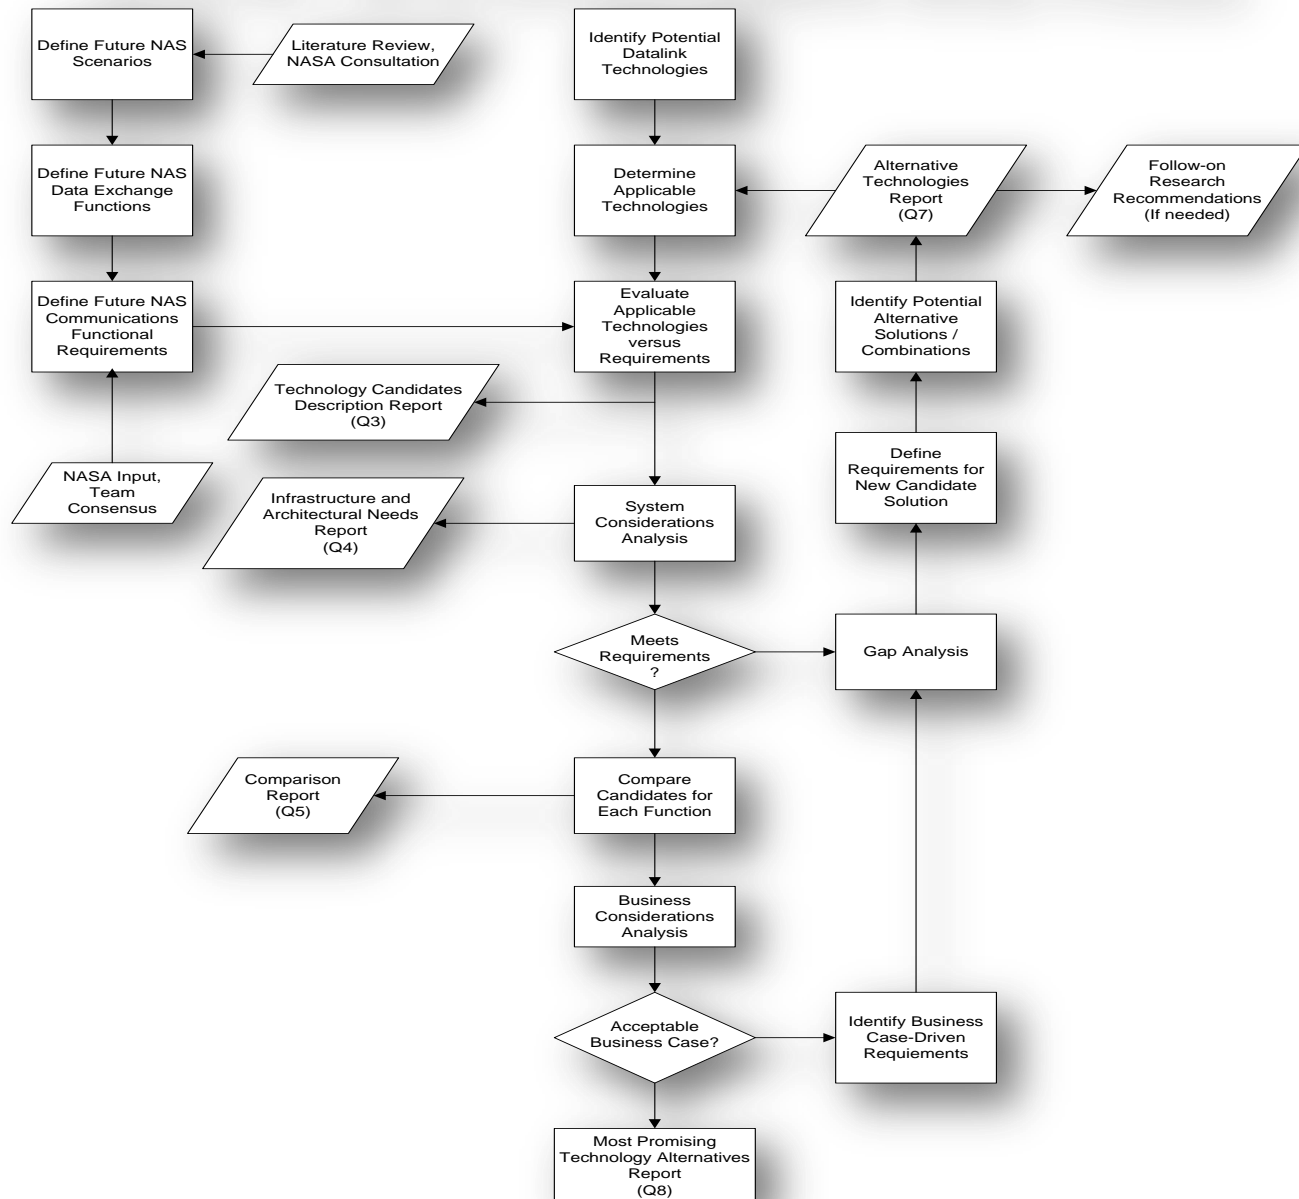 Define Future NAS
Scenarios
Literature Review,
NASA Consultation
Identify Potential
Datalink
Technologies
Define Future NAS
Data Exchange
Functions
Determine
Applicable
Technologies
Alternative
Technologies
Report
(Q7)
Follow-on
Research
Recommendations
(If needed)
Define Future NAS
Communications
Functional
Requirements
Evaluate
Applicable
Technologies
versus
Requirements
Identify Potential
Alternative
Solutions /
Combinations
Technology Candidates
Description Report
(Q3)
NASA Input,
Team
Consensus
Infrastructure and
Architectural Needs
Report
(Q4)
System
Considerations
Analysis
Define
Requirements for
New Candidate
Solution
Meets
Requirements
?
Gap Analysis
Comparison
Report
(Q5)
Compare
Candidates for
Each Function
Business
Considerations
Analysis
Acceptable
Business Case?
Identify Business
Case-Driven
Requiements
Most Promising
Technology Alternatives
Report
(Q8)